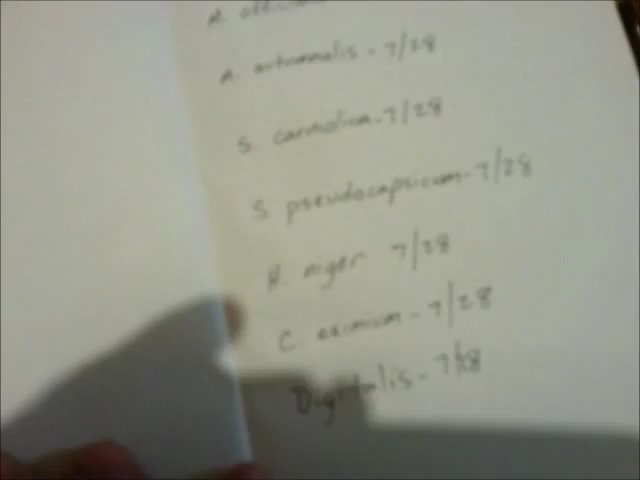 A. autumnalis - 7/28
S. carniolica - 7/28
S pseudocapsicum - 7/28
H. niger 7/28
C. eximium - 7/28
Digitalis - 7/28